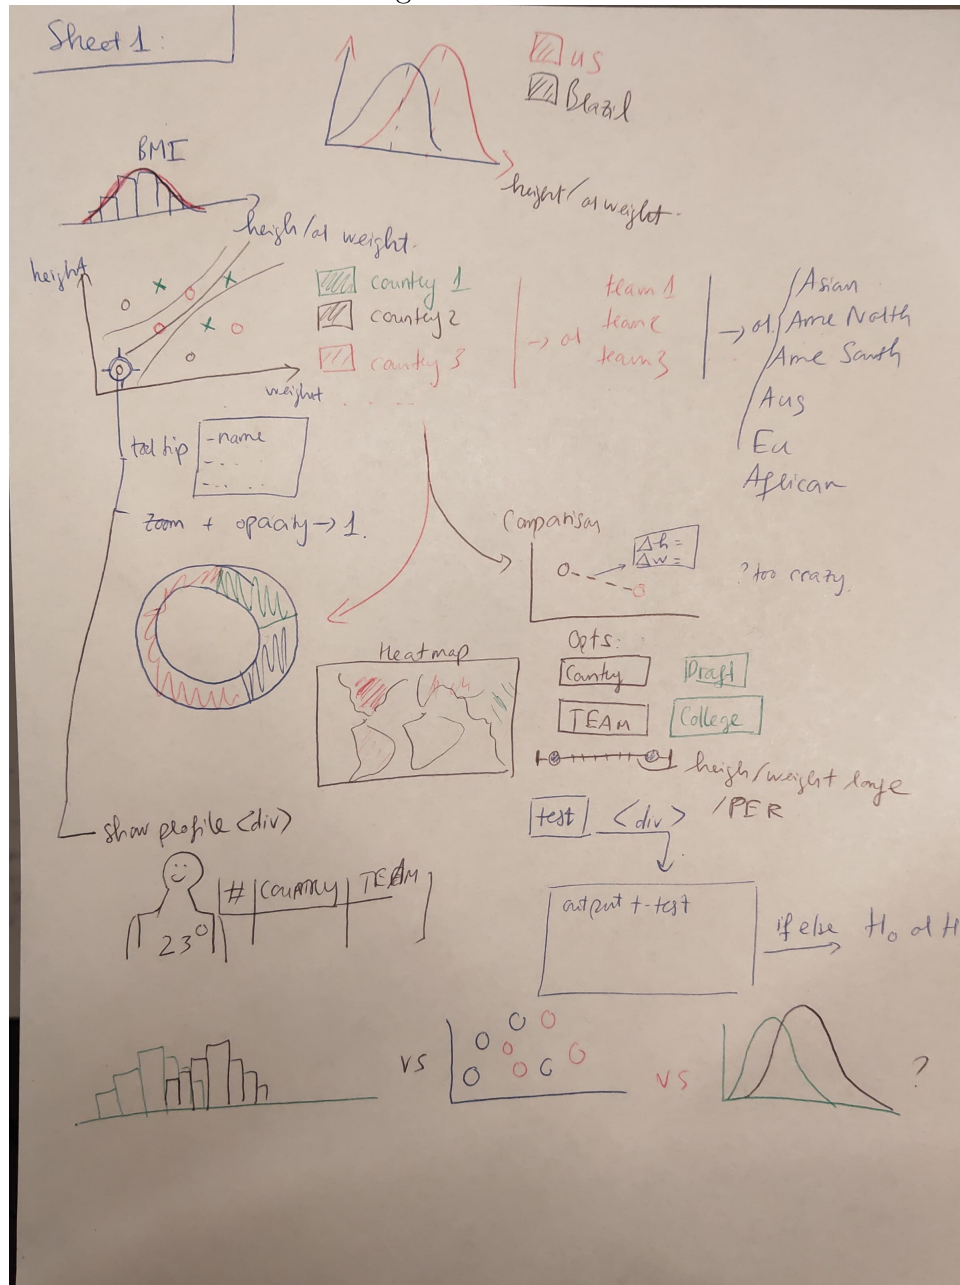 Sheet 1:
US
Brazil
height/or weight.
BMI
heigh/or weight.
height
weight
country 1
country 2
country 3
→ or
team 1
team 2
team 3
→ or
Asian
Ame North
Ame South
Aus
Eu
African
tool tip
-name
- . . .
- . . . .
zoom + opacity → 1.
Comparison
Δh =
Δw =
? too crazy.
Heatmap
Opts:
Country
Draft
TEAM
College
heigh/weight range
/PER
test
<div>
show profile <div>
# COUNTRY TEAM
23
output t-test
if else
H₀ or H
vs
vs
?